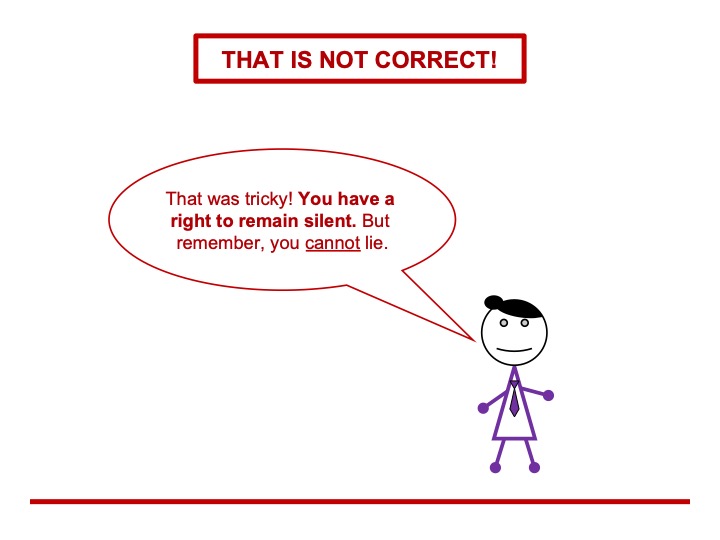 THAT IS NOT CORRECT!
That was tricky! You have a
right to remain silent. But
remember, you cannot lie.